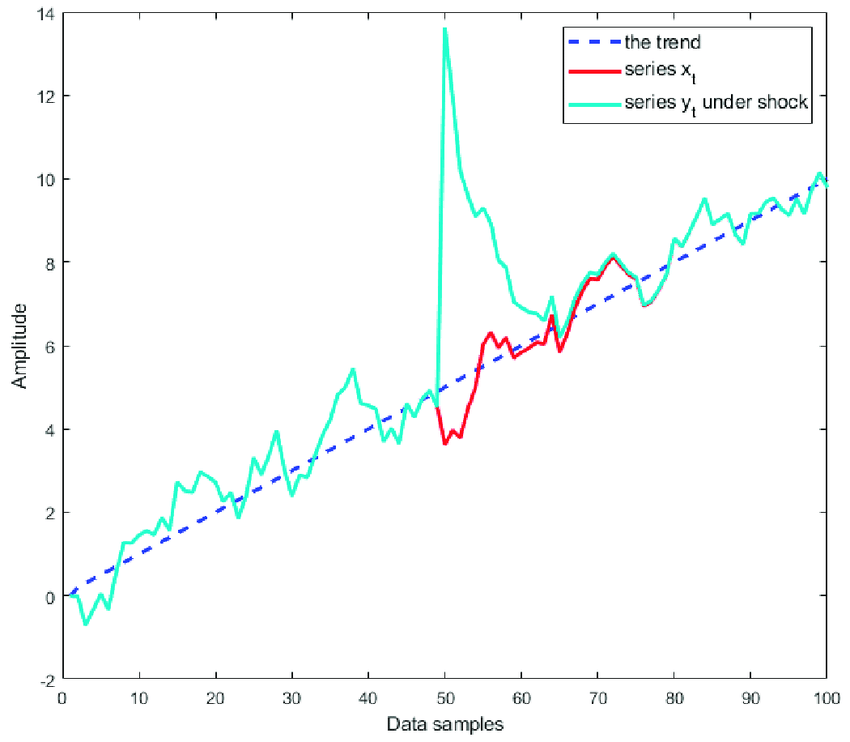 14
12
10
8
6
4
2
0
-2
0 10 20 30 40 50 60 70 80 90 100
Amplitude
Data samples
the trend
series x_t
series y_t under shock